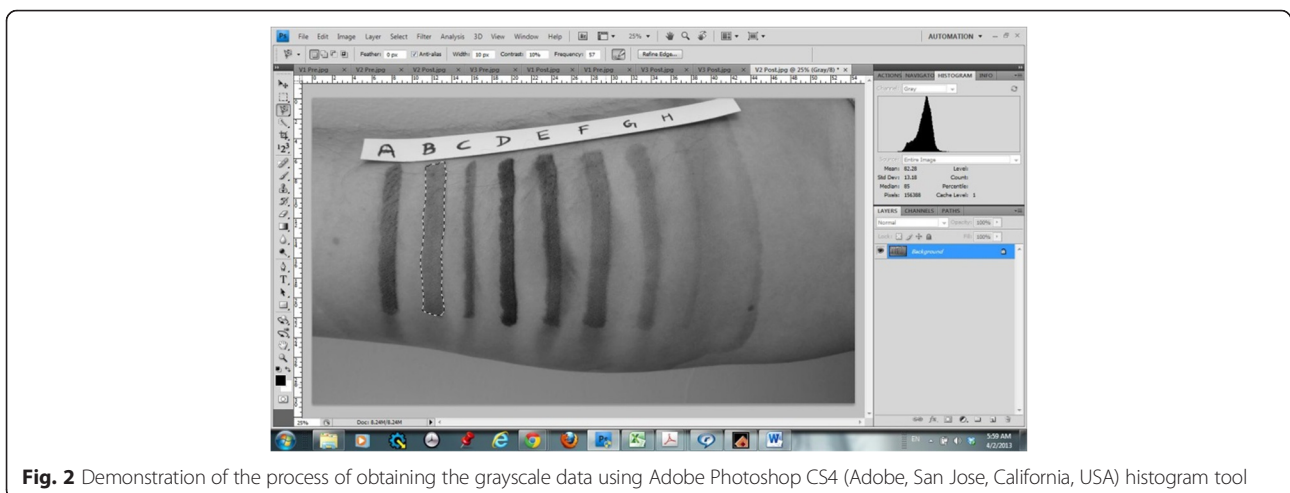 Ps File Edit Image Layer Select Filter Analysis 3D View Window Help Br 25% AUTOMATION
Feather: 0 px Anti-alias Width: 10 px Contrast: 10% Frequency: 57 Refine Edge...
V1 Pre.jpg × V2 Pre.jpg × V2 Post.jpg × V3 Pre.jpg × V1 Post.jpg × V1 Pre.jpg × V3 Post.jpg × V2 Post.jpg @ 25% (Gray/8) * ×
ACTIONS NAVIGATI HISTOGRAM INFO
Channel: Gray
A B C D E F G H
Entire Image
Mean: 82.28 Level:
Std Dev: 13.18 Count:
Median: 85 Percentile:
Pixels: 156388 Cache Level: 1
LAYERS CHANNELS PATHS
Normal Opacity: 100%
Lock: Fill: 100%
Background
25% Doc: 8.24M/8.24M
EN 5:59 AM
4/2/2013
Fig. 2 Demonstration of the process of obtaining the grayscale data using Adobe Photoshop CS4 (Adobe, San Jose, California, USA) histogram tool